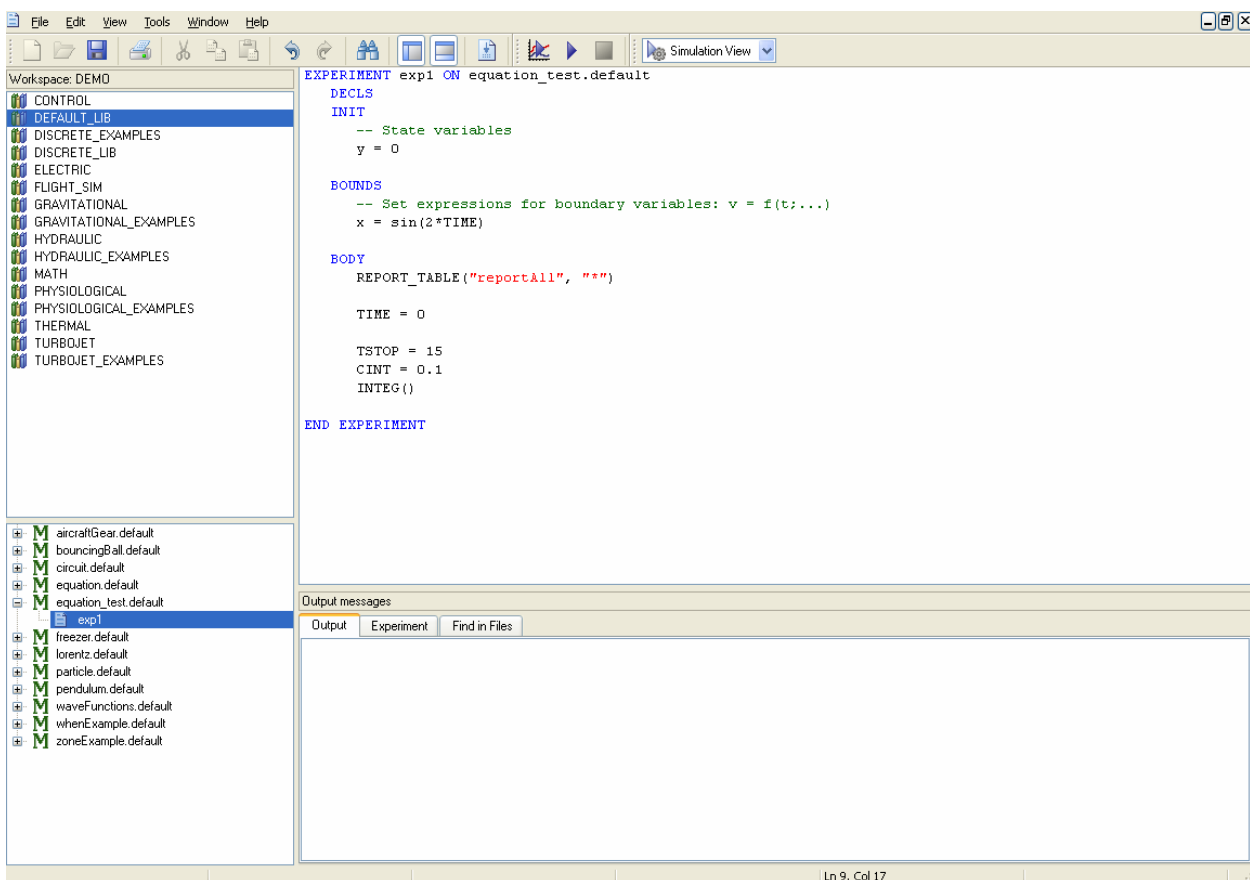 File Edit View Tools Window Help
Simulation View
Workspace: DEMO
CONTROL
DEFAULT_LIB
DISCRETE_EXAMPLES
DISCRETE_LIB
ELECTRIC
FLIGHT_SIM
GRAVITATIONAL
GRAVITATIONAL_EXAMPLES
HYDRAULIC
HYDRAULIC_EXAMPLES
MATH
PHYSIOLOGICAL
PHYSIOLOGICAL_EXAMPLES
THERMAL
TURBOJET
TURBOJET_EXAMPLES
EXPERIMENT exp1 ON equation_test.default
DECLS
INIT
-- State variables
y = 0
BOUNDS
-- Set expressions for boundary variables: v = f(t;...)
x = sin(2*TIME)
BODY
REPORT_TABLE("reportAll", "*")
TIME = 0
TSTOP = 15
CINT = 0.1
INTEG()
END EXPERIMENT
M aircraftGear.default
M bouncingBall.default
M circuit.default
M equation.default
M equation_test.default
exp1
M freezer.default
M lorentz.default
M particle.default
M pendulum.default
M waveFunctions.default
M whenExample.default
M zoneExample.default
Output messages
Output Experiment Find in Files
Ln 9, Col 17